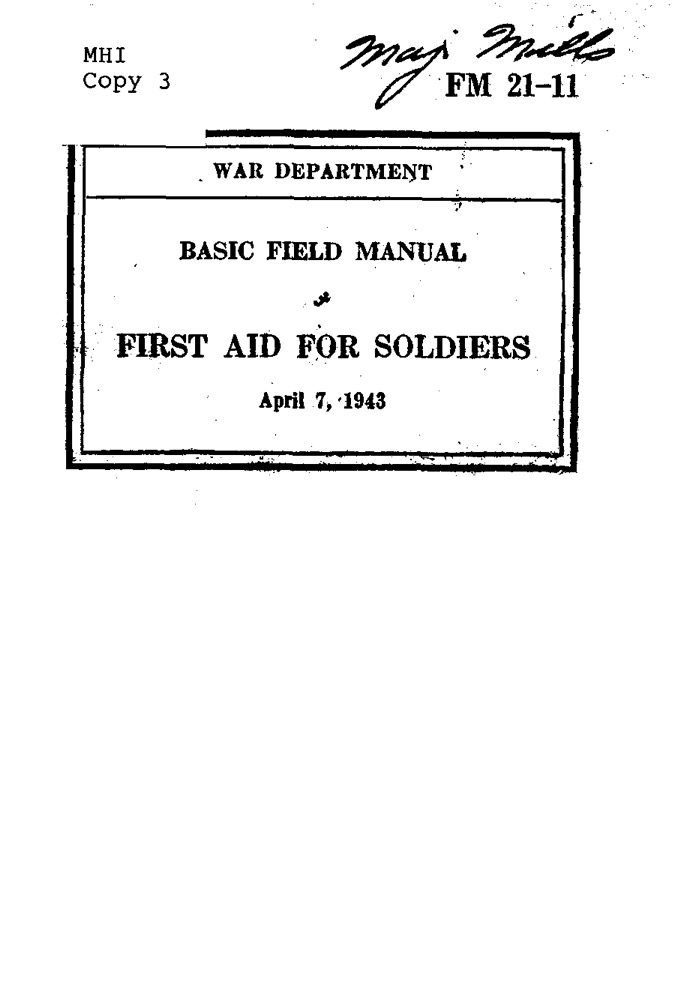 MHI
Copy 3
Maj Mills
FM 21-11
WAR DEPARTMENT
BASIC FIELD MANUAL
FIRST AID FOR SOLDIERS
April 7, 1943